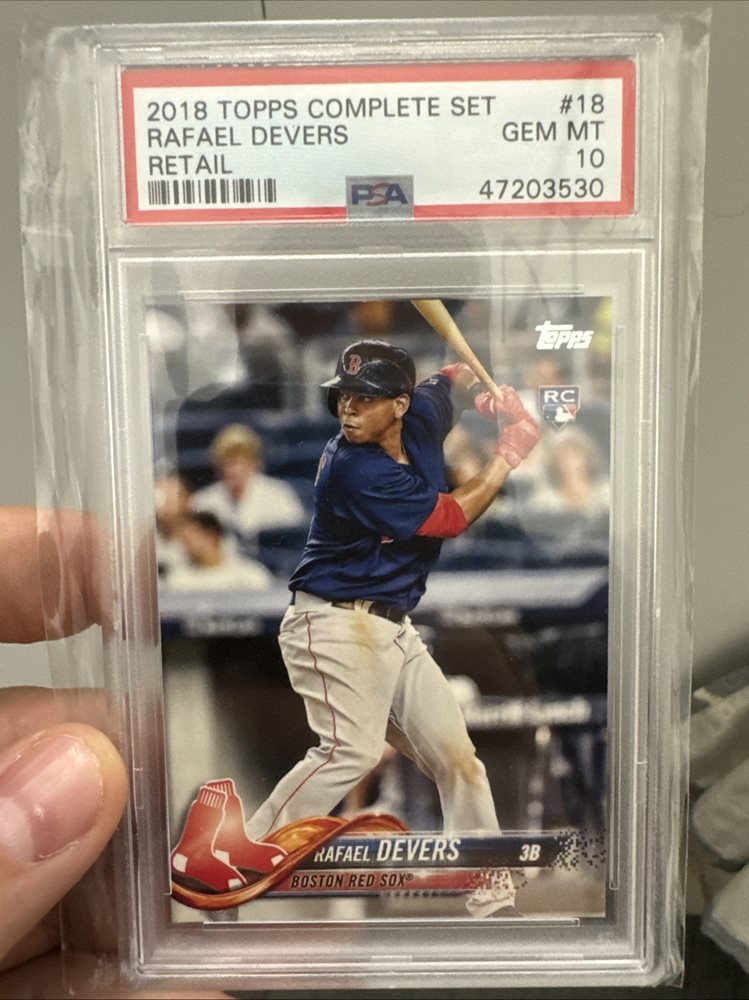 2018 TOPPS COMPLETE SET #18
RAFAEL DEVERS GEM MT
RETAIL 10
PSA 47203530
Topps
B
RC
RAFAEL DEVERS 3B
BOSTON RED SOX®